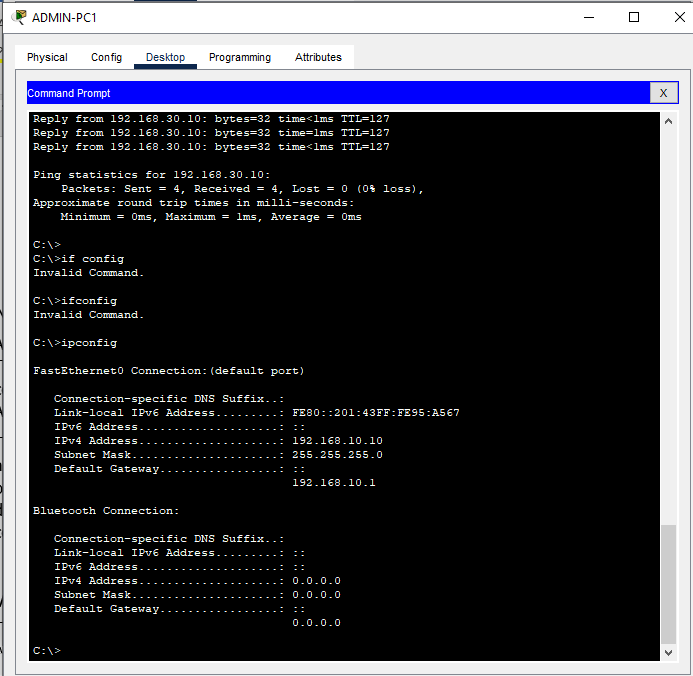 ADMIN-PC1
Physical Config Desktop Programming Attributes
Command Prompt X
Reply from 192.168.30.10: bytes=32 time<1ms TTL=127
Reply from 192.168.30.10: bytes=32 time<1ms TTL=127
Reply from 192.168.30.10: bytes=32 time<1ms TTL=127
Ping statistics for 192.168.30.10:
Packets: Sent = 4, Received = 4, Lost = 0 (0% loss),
Approximate round trip times in milli-seconds:
Minimum = 0ms, Maximum = 1ms, Average = 0ms
C:\>
C:\>if config
Invalid Command.
C:\>ifconfig
Invalid Command.
C:\>ipconfig
FastEthernet0 Connection:(default port)
Connection-specific DNS Suffix..:
Link-local IPv6 Address.........: FE80::201:43FF:FE95:A567
IPv6 Address....................: ::
IPv4 Address....................: 192.168.10.10
Subnet Mask.....................: 255.255.255.0
Default Gateway.................: ::
192.168.10.1
Bluetooth Connection:
Connection-specific DNS Suffix..:
Link-local IPv6 Address.........: ::
IPv6 Address....................: ::
IPv4 Address....................: 0.0.0.0
Subnet Mask.....................: 0.0.0.0
Default Gateway.................: ::
0.0.0.0
C:\>